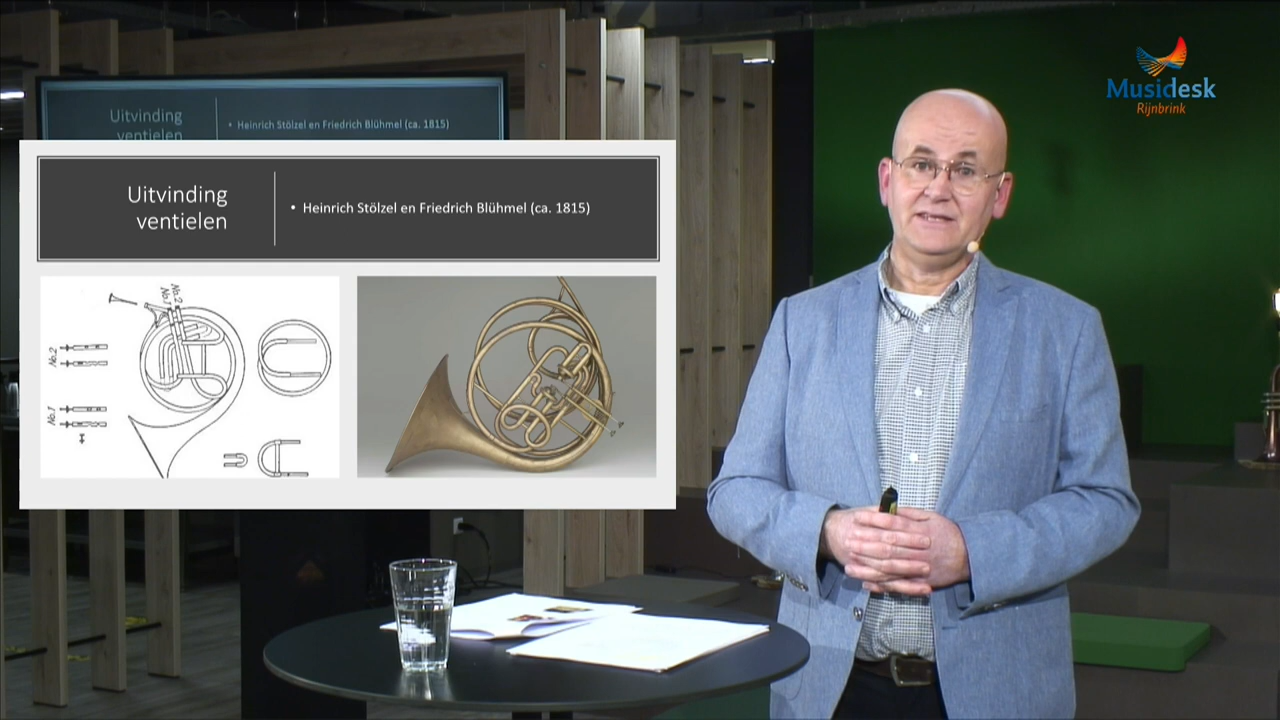 Musidesk
Rijnbrink
Uitvinding
ventielen
• Heinrich Stölzel en Friedrich Blühmel (ca. 1815)
Uitvinding
ventielen
• Heinrich Stölzel en Friedrich Blühmel (ca. 1815)
No.2
No.1
No.2
No.1